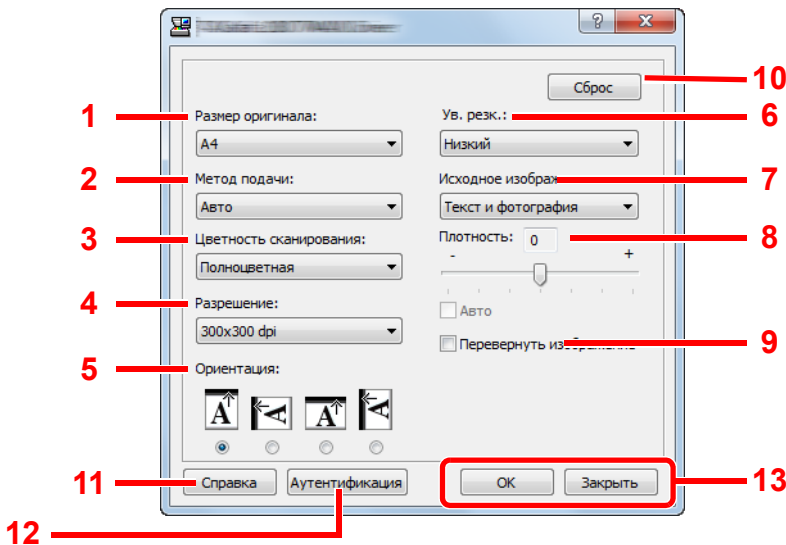 ?
X
Сброс
10
1
Размер оригинала:
Ув. резк.:
6
A4
Низкий
2
Метод подачи:
Исходное изображ
7
Авто
Текст и фотография
3
Цветность сканирования:
Плотность:
0
8
-
+
Полноцветная
4
Разрешение:
Авто
300x300 dpi
Перевернуть изображение
9
5
Ориентация:
A
A
A
A
11
Справка
Аутентификация
OK
Закрыть
13
12